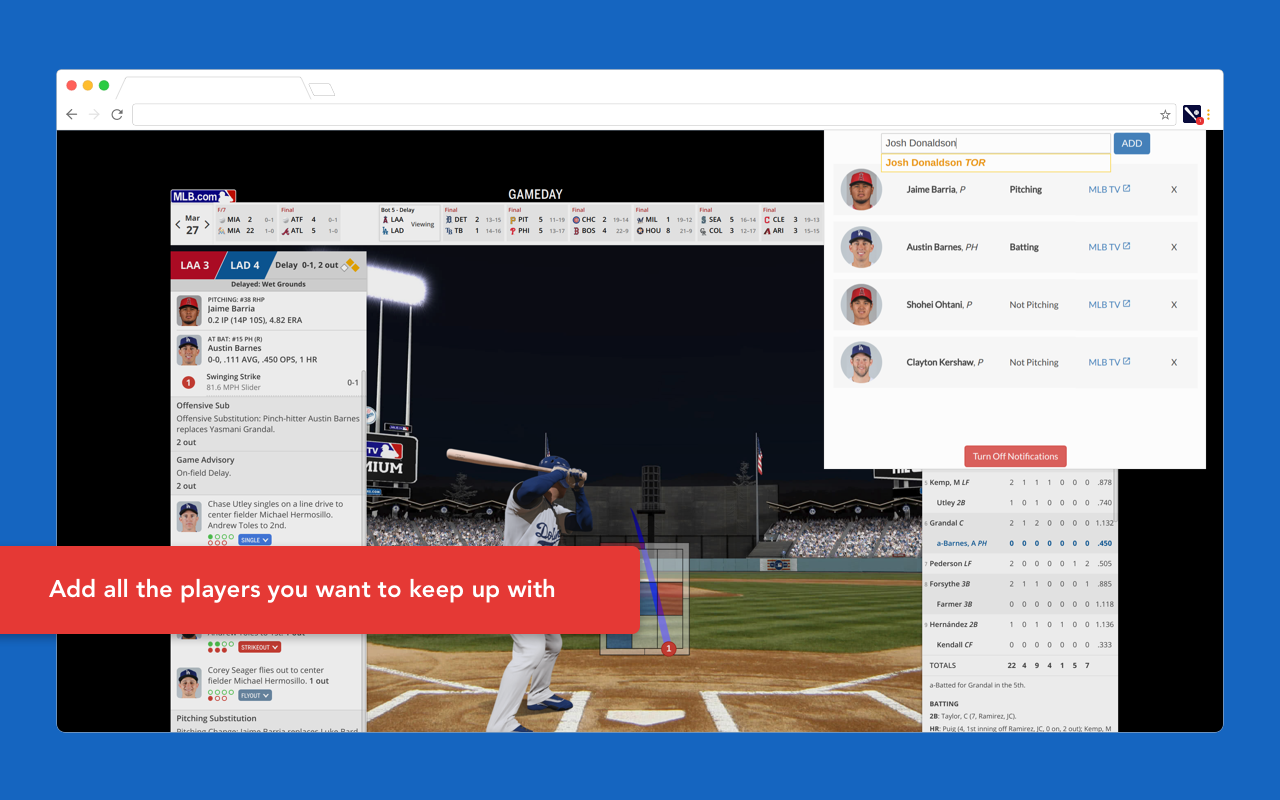 Josh Donaldson
ADD
Josh Donaldson TOR
Jaime Barria, P Pitching MLB TV X
Austin Barnes, PH Batting MLB TV X
Shohei Ohtani, P Not Pitching MLB TV X
Clayton Kershaw, P Not Pitching MLB TV X
Turn Off Notifications
MLB.com
GAMEDAY
Mar
27
F/7
MIA 2 0-1
MIA 22 1-0
Final
ATF 4 0-1
ATL 5 1-0
Bot 5 - Delay
LAA
LAD
Viewing
Final
DET 2 13-15
TB 1 14-16
Final
PIT 5 11-19
PHI 5 13-17
Final
CHC 2 19-14
BOS 4 22-9
Final
MIL 1 19-12
HOU 8 21-9
Final
SEA 5 16-14
COL 3 12-17
Final
CLE 3 19-13
ARI 3 15-15
LAA 3 LAD 4 Delay 0-1, 2 out
Delayed: Wet Grounds
PITCHING: #38 RHP
Jaime Barria
0.2 IP (14P 10S), 4.82 ERA
AT BAT: #15 PH (R)
Austin Barnes
0-0, .111 AVG, .450 OPS, 1 HR
1
Swinging Strike
81.6 MPH Slider
0-1
Offensive Sub
Offensive Substitution: Pinch-hitter Austin Barnes
replaces Yasmani Grandal.
2 out
Game Advisory
On-field Delay.
2 out
Chase Utley singles on a line drive to
center fielder Michael Hermosillo.
Andrew Toles to 2nd.
SINGLE
Add all the players you want to keep up with
STRIKEOUT
Corey Seager flies out to center
fielder Michael Hermosillo. 1 out
FLYOUT
Pitching Substitution
Pitching Change: Jaime Barria replaces Luke Bard
TV
MIUM
Dod
1
5 Kemp, M LF 2 1 1 1 0 0 0 .878
Utley 2B 1 0 1 0 0 0 0 .740
6 Grandal C 2 1 2 0 0 0 0 1.132
a-Barnes, A PH 0 0 0 0 0 0 0 .450
7 Pederson LF 2 0 0 0 0 1 2 .505
8 Forsythe 3B 2 1 1 0 0 1 0 .885
Farmer 3B 0 0 0 0 0 0 0 1.118
9 Hernández 2B 1 0 1 0 1 0 0 1.136
Kendall CF 0 0 0 0 0 0 0 .333
TOTALS 22 4 9 4 1 5 7
a-Batted for Grandal in the 5th.
BATTING
2B: Taylor, C (7, Ramirez, JC).
HR: Puig (4, 1st inning off Ramirez, JC, 0 on, 2 out); Kemp, M